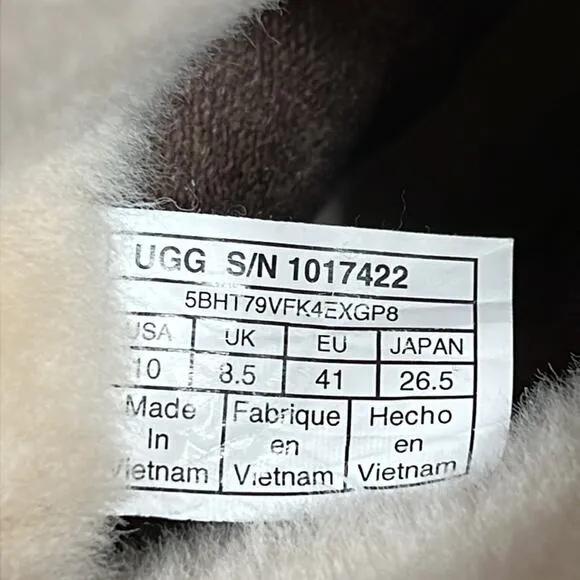 UGG S/N 1017422
5BHT79VFK4EXGP8
USA UK EU JAPAN
10 8.5 41 26.5
Made Fabrique Hecho
In en en
Vietnam Vietnam Vietnam